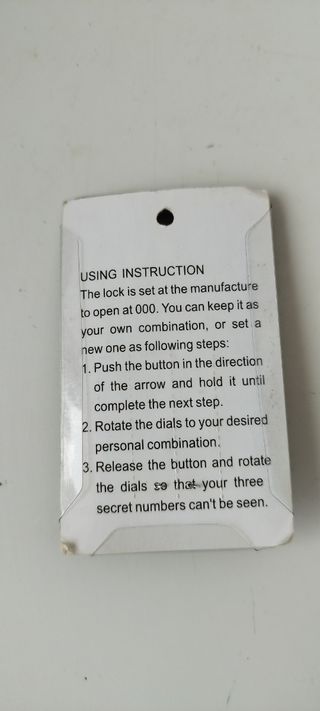 USING INSTRUCTION
The lock is set at the manufacture
to open at 000. You can keep it as
your own combination, or set a
new one as following steps:
1. Push the button in the direction
of the arrow and hold it until
complete the next step.
2. Rotate the dials to your desired
personal combination.
3. Release the button and rotate
the dials so that your three
secret numbers can't be seen.